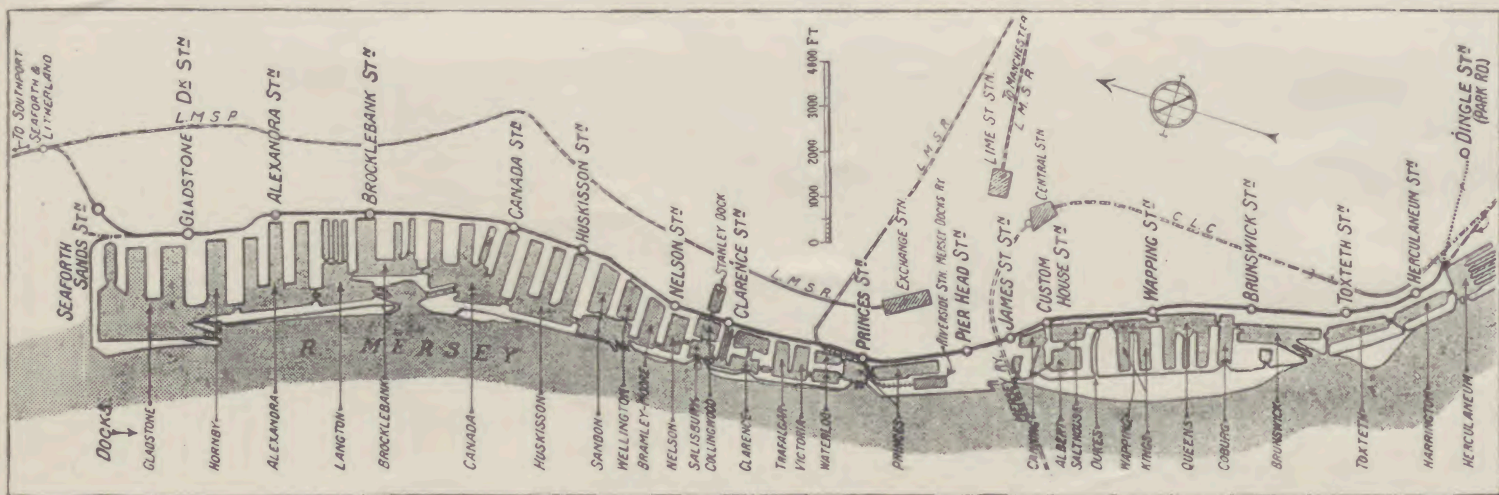 ←TO SOUTHPORT
SEAFORTH &
LITHERLAND
L M S R
SEAFORTH
SANDS STN
GLADSTONE DK STN
ALEXANDRA STN
BROCKLEBANK STN
CANADA STN
HUSKISSON STN
NELSON STN
STANLEY DOCK
CLARENCE STN
L M S R
PRINCES STN
EXCHANGE STN.
RIVERSIDE STN. MERSEY DOCKS RY
PIER HEAD STN
JAMES ST STN
CUSTOM
HOUSE STN
WAPPING STN
BRUNSWICK STN
TOXTETH STN
HERCULANEUM STN
DINGLE STN
(PARK RD)
0 1000 2000 3000 4000 FT
L M S R
LIME ST STN.
TO MANCHESTER
L M S R
CENTRAL STN
C L C
MERSEY RY
R. MERSEY
DOCKS
GLADSTONE
HORNBY
ALEXANDRA
LANGTON
BROCKLEBANK
CANADA
HUSKISSON
SANDON
WELLINGTON
BRAMLEY-MOORE
NELSON
SALISBURY
COLLINGWOOD
CLARENCE
TRAFALGAR
VICTORIA
WATERLOO
PRINCES
CANNING
ALBERT
SALTHOUSE
DUKES
WAPPING
KINGS
QUEENS
COBURG
BRUNSWICK
TOXTETH
HARRINGTON
HERCULANEUM